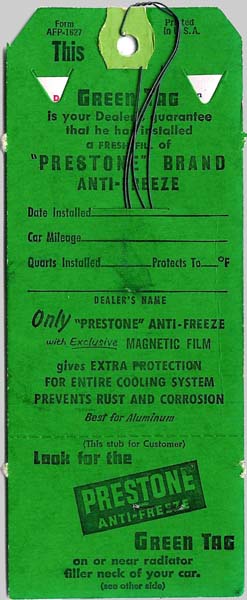 Form
AFP-1627
Printed
In U.S.A.
This
GREEN TAG
is your Dealer's guarantee
that he has installed
a FRESH FILL of
"PRESTONE" BRAND
ANTI-FREEZE
Date Installed
Car Mileage
Quarts Installed Protects To °F
DEALER'S NAME
Only "PRESTONE" ANTI-FREEZE
with Exclusive MAGNETIC FILM
gives EXTRA PROTECTION
FOR ENTIRE COOLING SYSTEM
PREVENTS RUST AND CORROSION
Best for Aluminum
(This stub for Customer)
Look for the
PRESTONE
ANTI-FREEZE
GREEN TAG
on or near radiator
filler neck of your car.
(see other side)